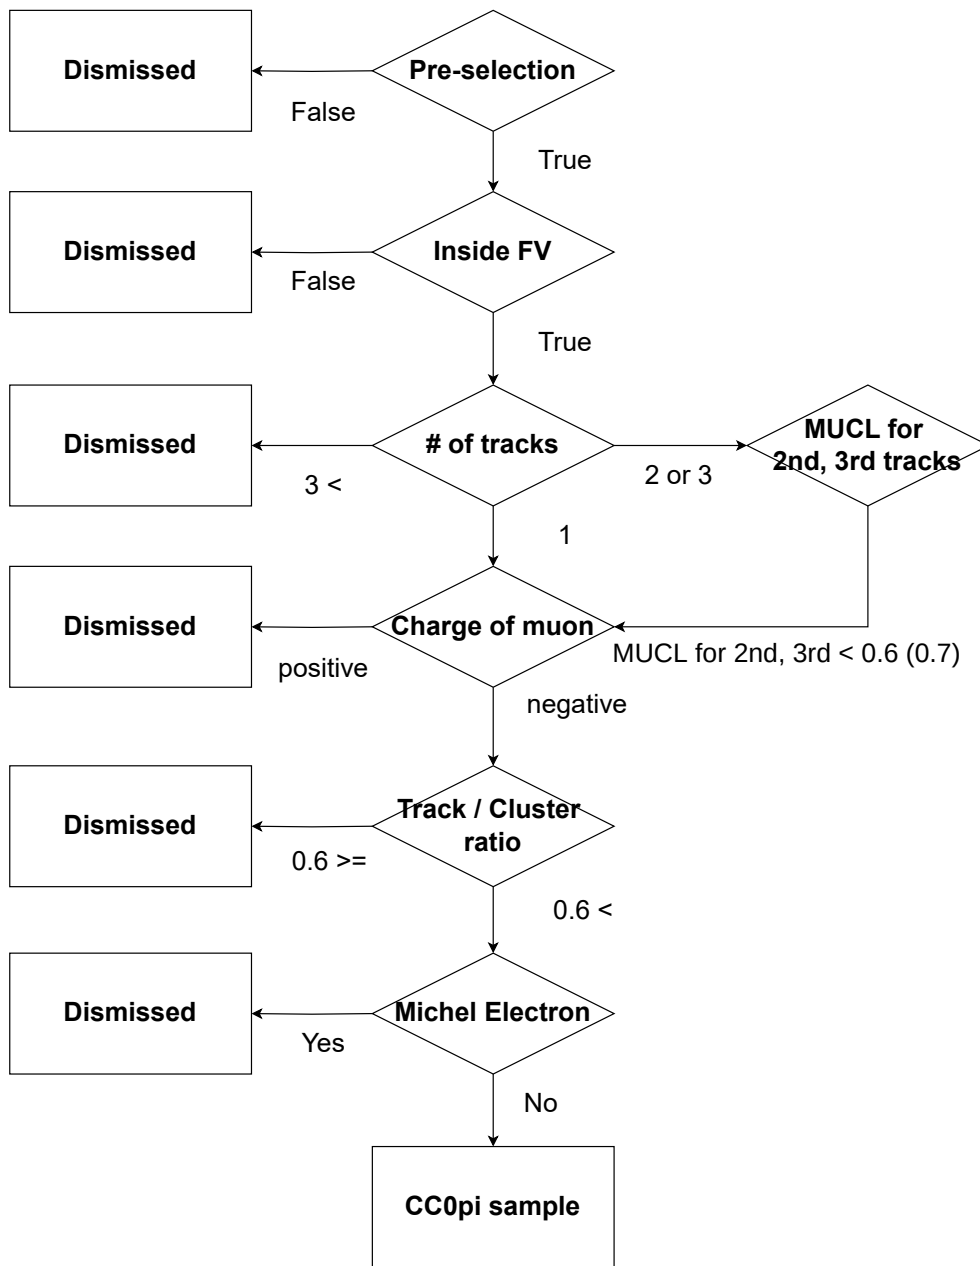 Dismissed
Pre-selection
False
True
Dismissed
Inside FV
False
True
Dismissed
# of tracks
MUCL for
2nd, 3rd tracks
3 <
2 or 3
1
Dismissed
Charge of muon
positive
MUCL for 2nd, 3rd < 0.6 (0.7)
negative
Dismissed
Track / Cluster
ratio
0.6 >=
0.6 <
Dismissed
Michel Electron
Yes
No
CC0pi sample